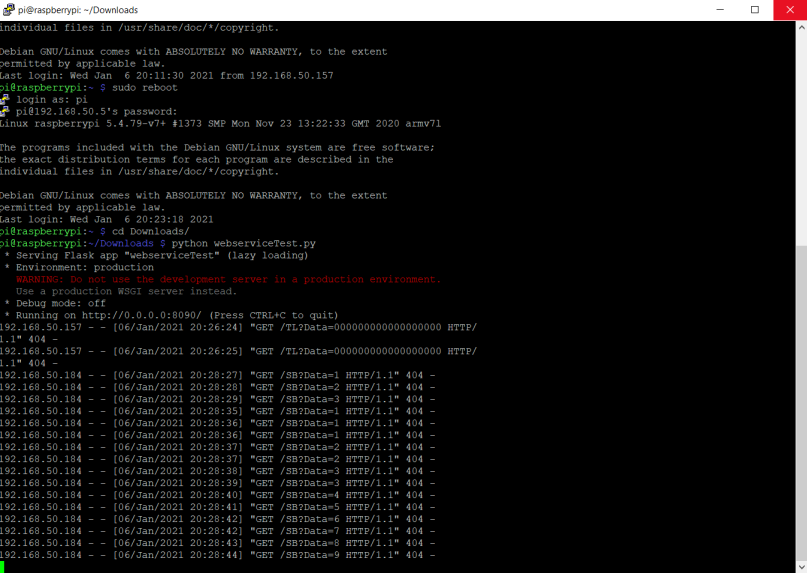 pi@raspberrypi: ~/Downloads
individual files in /usr/share/doc/*/copyright.
Debian GNU/Linux comes with ABSOLUTELY NO WARRANTY, to the extent
permitted by applicable law.
Last login: Wed Jan  6 20:11:30 2021 from 192.168.50.157
pi@raspberrypi:~ $ sudo reboot
login as: pi
pi@192.168.50.5's password:
Linux raspberrypi 5.4.79-v7+ #1373 SMP Mon Nov 23 13:22:33 GMT 2020 armv7l
The programs included with the Debian GNU/Linux system are free software;
the exact distribution terms for each program are described in the
individual files in /usr/share/doc/*/copyright.
Debian GNU/Linux comes with ABSOLUTELY NO WARRANTY, to the extent
permitted by applicable law.
Last login: Wed Jan  6 20:23:18 2021
pi@raspberrypi:~ $ cd Downloads/
pi@raspberrypi:~/Downloads $ python webserviceTest.py
* Serving Flask app "webserviceTest" (lazy loading)
* Environment: production
WARNING: Do not use the development server in a production environment.
Use a production WSGI server instead.
* Debug mode: off
* Running on http://0.0.0.0:8090/ (Press CTRL+C to quit)
192.168.50.157 - - [06/Jan/2021 20:26:24] "GET /TL?Data=000000000000000000 HTTP/
1.1" 404 -
192.168.50.157 - - [06/Jan/2021 20:26:25] "GET /TL?Data=000000000000000000 HTTP/
1.1" 404 -
192.168.50.184 - - [06/Jan/2021 20:28:27] "GET /SB?Data=1 HTTP/1.1" 404 -
192.168.50.184 - - [06/Jan/2021 20:28:28] "GET /SB?Data=2 HTTP/1.1" 404 -
192.168.50.184 - - [06/Jan/2021 20:28:29] "GET /SB?Data=3 HTTP/1.1" 404 -
192.168.50.184 - - [06/Jan/2021 20:28:35] "GET /SB?Data=1 HTTP/1.1" 404 -
192.168.50.184 - - [06/Jan/2021 20:28:36] "GET /SB?Data=1 HTTP/1.1" 404 -
192.168.50.184 - - [06/Jan/2021 20:28:36] "GET /SB?Data=1 HTTP/1.1" 404 -
192.168.50.184 - - [06/Jan/2021 20:28:37] "GET /SB?Data=2 HTTP/1.1" 404 -
192.168.50.184 - - [06/Jan/2021 20:28:37] "GET /SB?Data=2 HTTP/1.1" 404 -
192.168.50.184 - - [06/Jan/2021 20:28:38] "GET /SB?Data=3 HTTP/1.1" 404 -
192.168.50.184 - - [06/Jan/2021 20:28:39] "GET /SB?Data=3 HTTP/1.1" 404 -
192.168.50.184 - - [06/Jan/2021 20:28:40] "GET /SB?Data=4 HTTP/1.1" 404 -
192.168.50.184 - - [06/Jan/2021 20:28:41] "GET /SB?Data=5 HTTP/1.1" 404 -
192.168.50.184 - - [06/Jan/2021 20:28:42] "GET /SB?Data=6 HTTP/1.1" 404 -
192.168.50.184 - - [06/Jan/2021 20:28:42] "GET /SB?Data=7 HTTP/1.1" 404 -
192.168.50.184 - - [06/Jan/2021 20:28:43] "GET /SB?Data=8 HTTP/1.1" 404 -
192.168.50.184 - - [06/Jan/2021 20:28:44] "GET /SB?Data=9 HTTP/1.1" 404 -